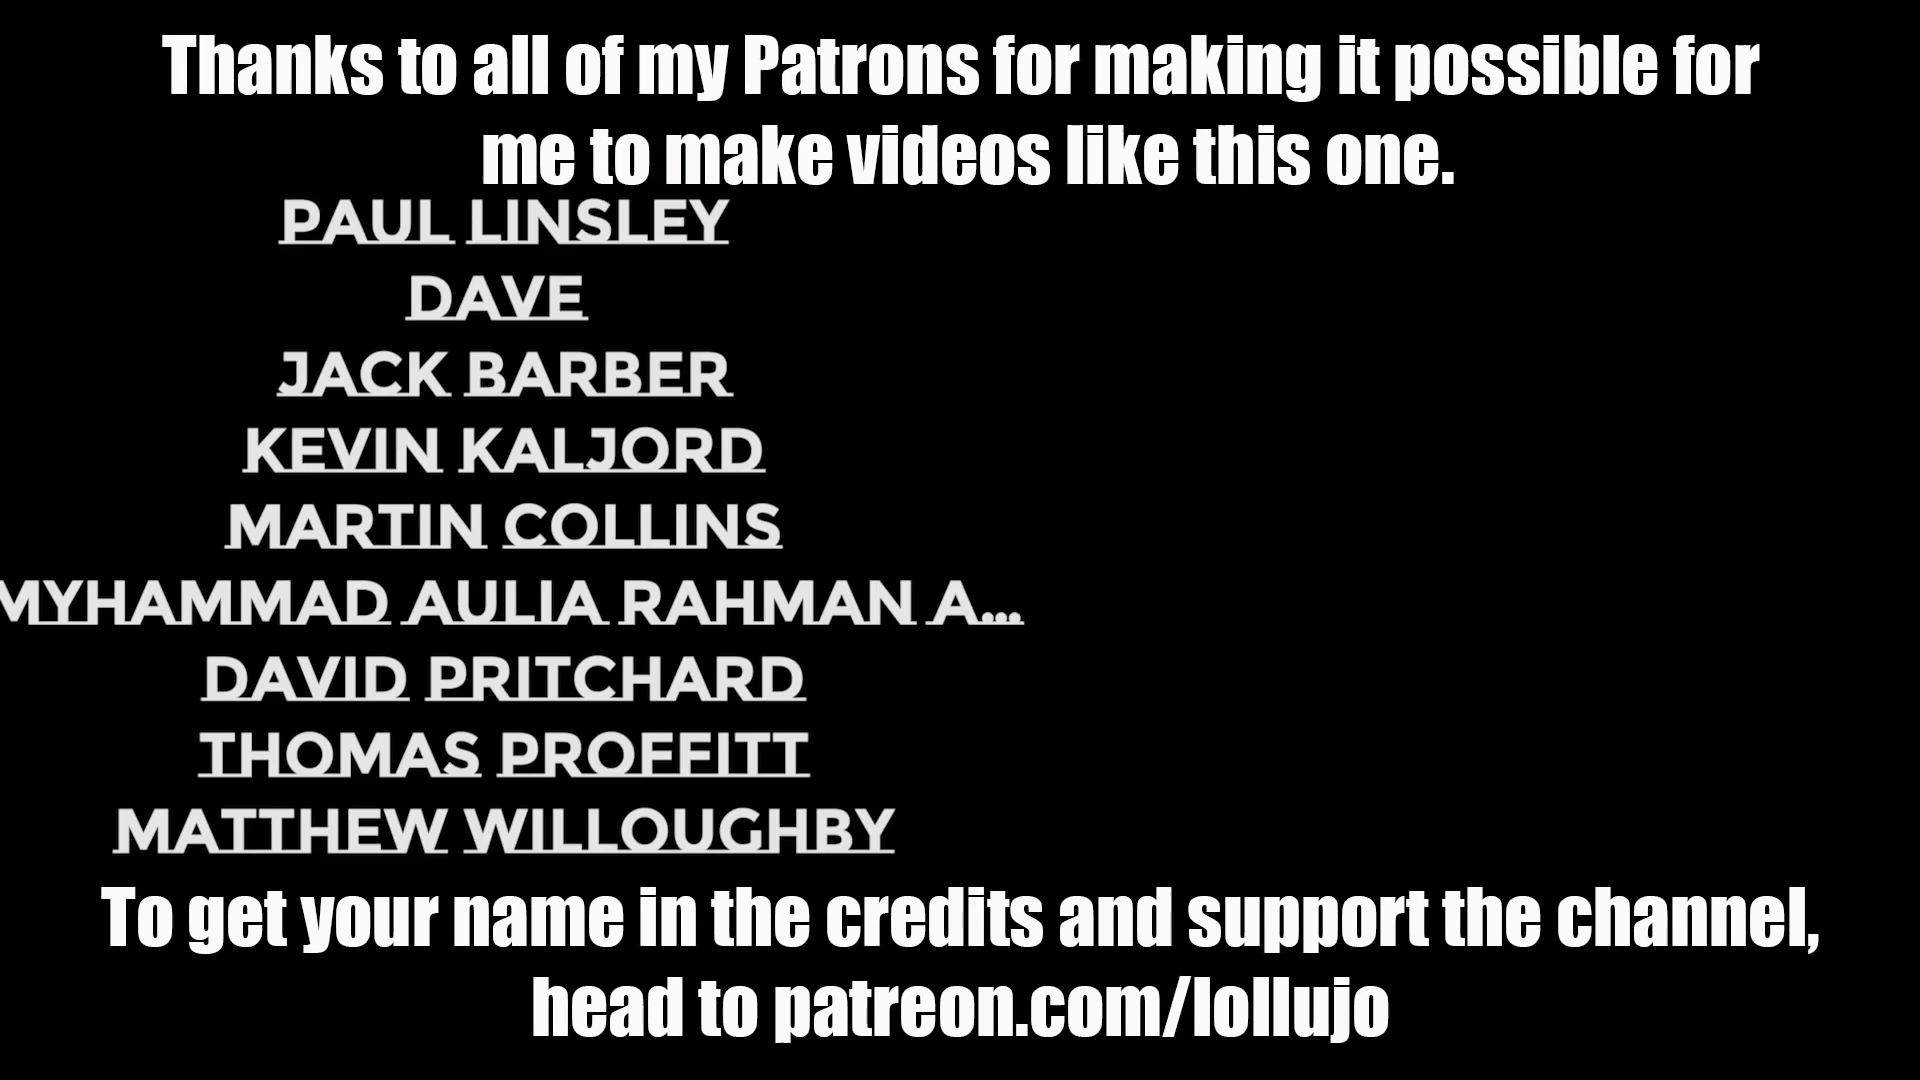 Thanks to all of my Patrons for making it possible for
me to make videos like this one.
PAUL LINSLEY
DAVE
JACK BARBER
KEVIN KALJORD
MARTIN COLLINS
MYHAMMAD AULIA RAHMAN A...
DAVID PRITCHARD
THOMAS PROFFITT
MATTHEW WILLOUGHBY
To get your name in the credits and support the channel,
head to patreon.com/lollujo